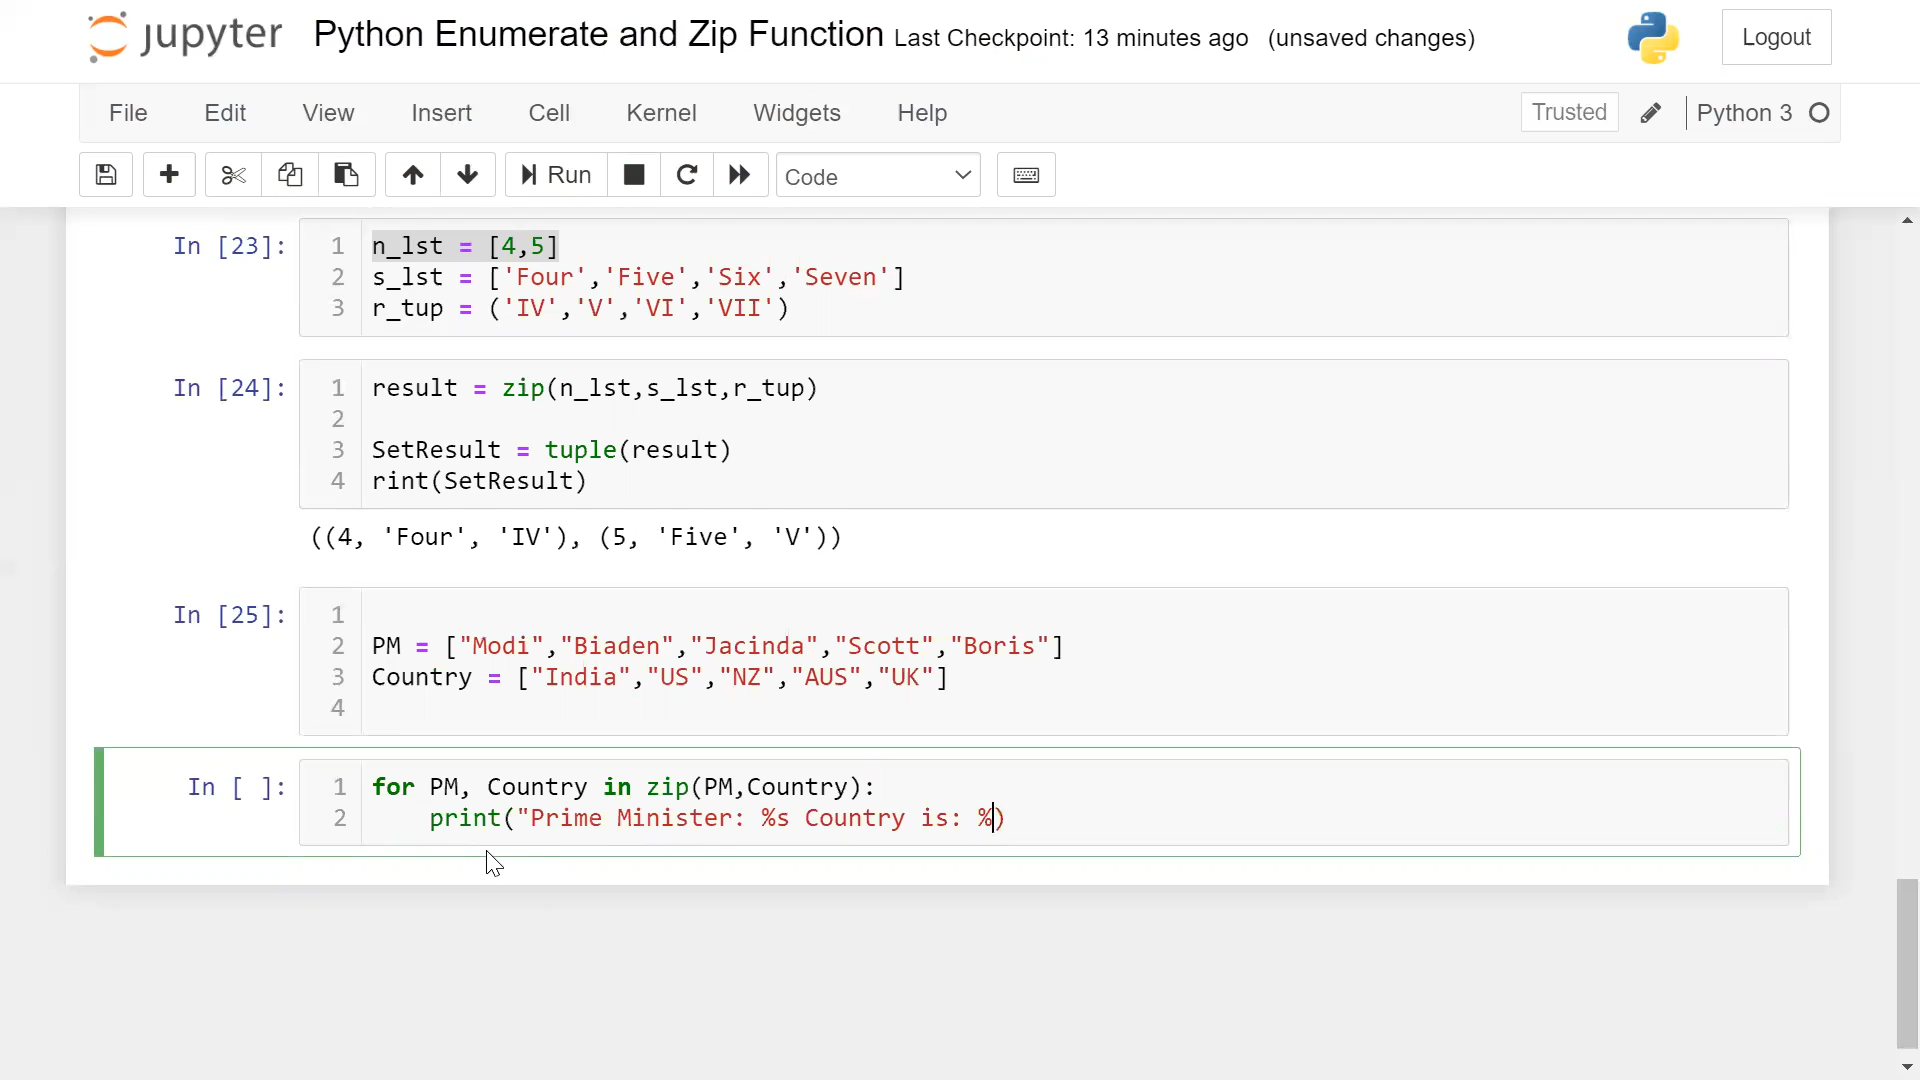 jupyter Python Enumerate and Zip Function Last Checkpoint: 13 minutes ago (unsaved changes) Logout
File Edit View Insert Cell Kernel Widgets Help Trusted Python 3
Run Code
In [23]: 1 n_lst = [4,5]
2 s_lst = ['Four','Five','Six','Seven']
3 r_tup = ('IV','V','VI','VII')
In [24]: 1 result = zip(n_lst,s_lst,r_tup)
2
3 SetResult = tuple(result)
4 rint(SetResult)
((4, 'Four', 'IV'), (5, 'Five', 'V'))
In [25]: 1
2 PM = ["Modi","Biaden","Jacinda","Scott","Boris"]
3 Country = ["India","US","NZ","AUS","UK"]
4
In [ ]: 1 for PM, Country in zip(PM,Country):
2 print("Prime Minister: %s Country is: %)